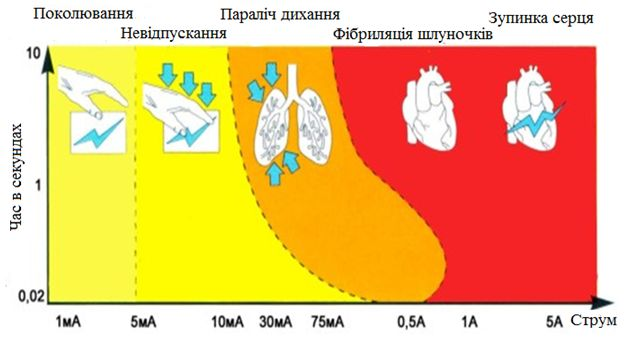 Поколювання
Невідпускання
Параліч дихання
Фібриляція шлуночків
Зупинка серця
Час в секундах
10
1
0,02
1мА 5мА 10мА 30мА 75мА 0,5А 1А 5А Струм